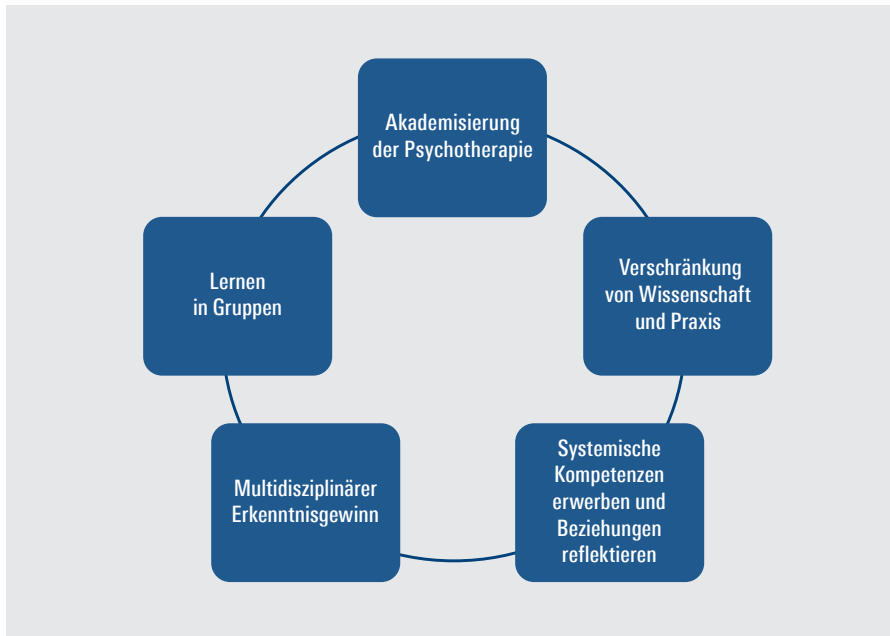 Akademisierung
der Psychotherapie
Verschränkung
von Wissenschaft
und Praxis
Systemische
Kompetenzen
erwerben und
Beziehungen
reflektieren
Multidisziplinärer
Erkenntnisgewinn
Lernen
in Gruppen